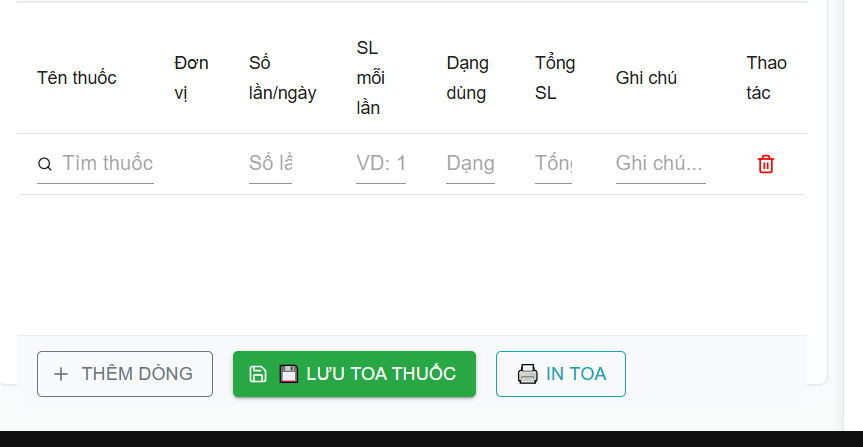 Tên thuốc
Đơn
vị
Số
lần/ngày
SL
mỗi
lần
Dạng
dùng
Tổng
SL
Ghi chú
Thao
tác
Tìm thuốc
Số lầ
VD: 1
Dạng
Tổng
Ghi chú...
THÊM DÒNG
LƯU TOA THUỐC
IN TOA